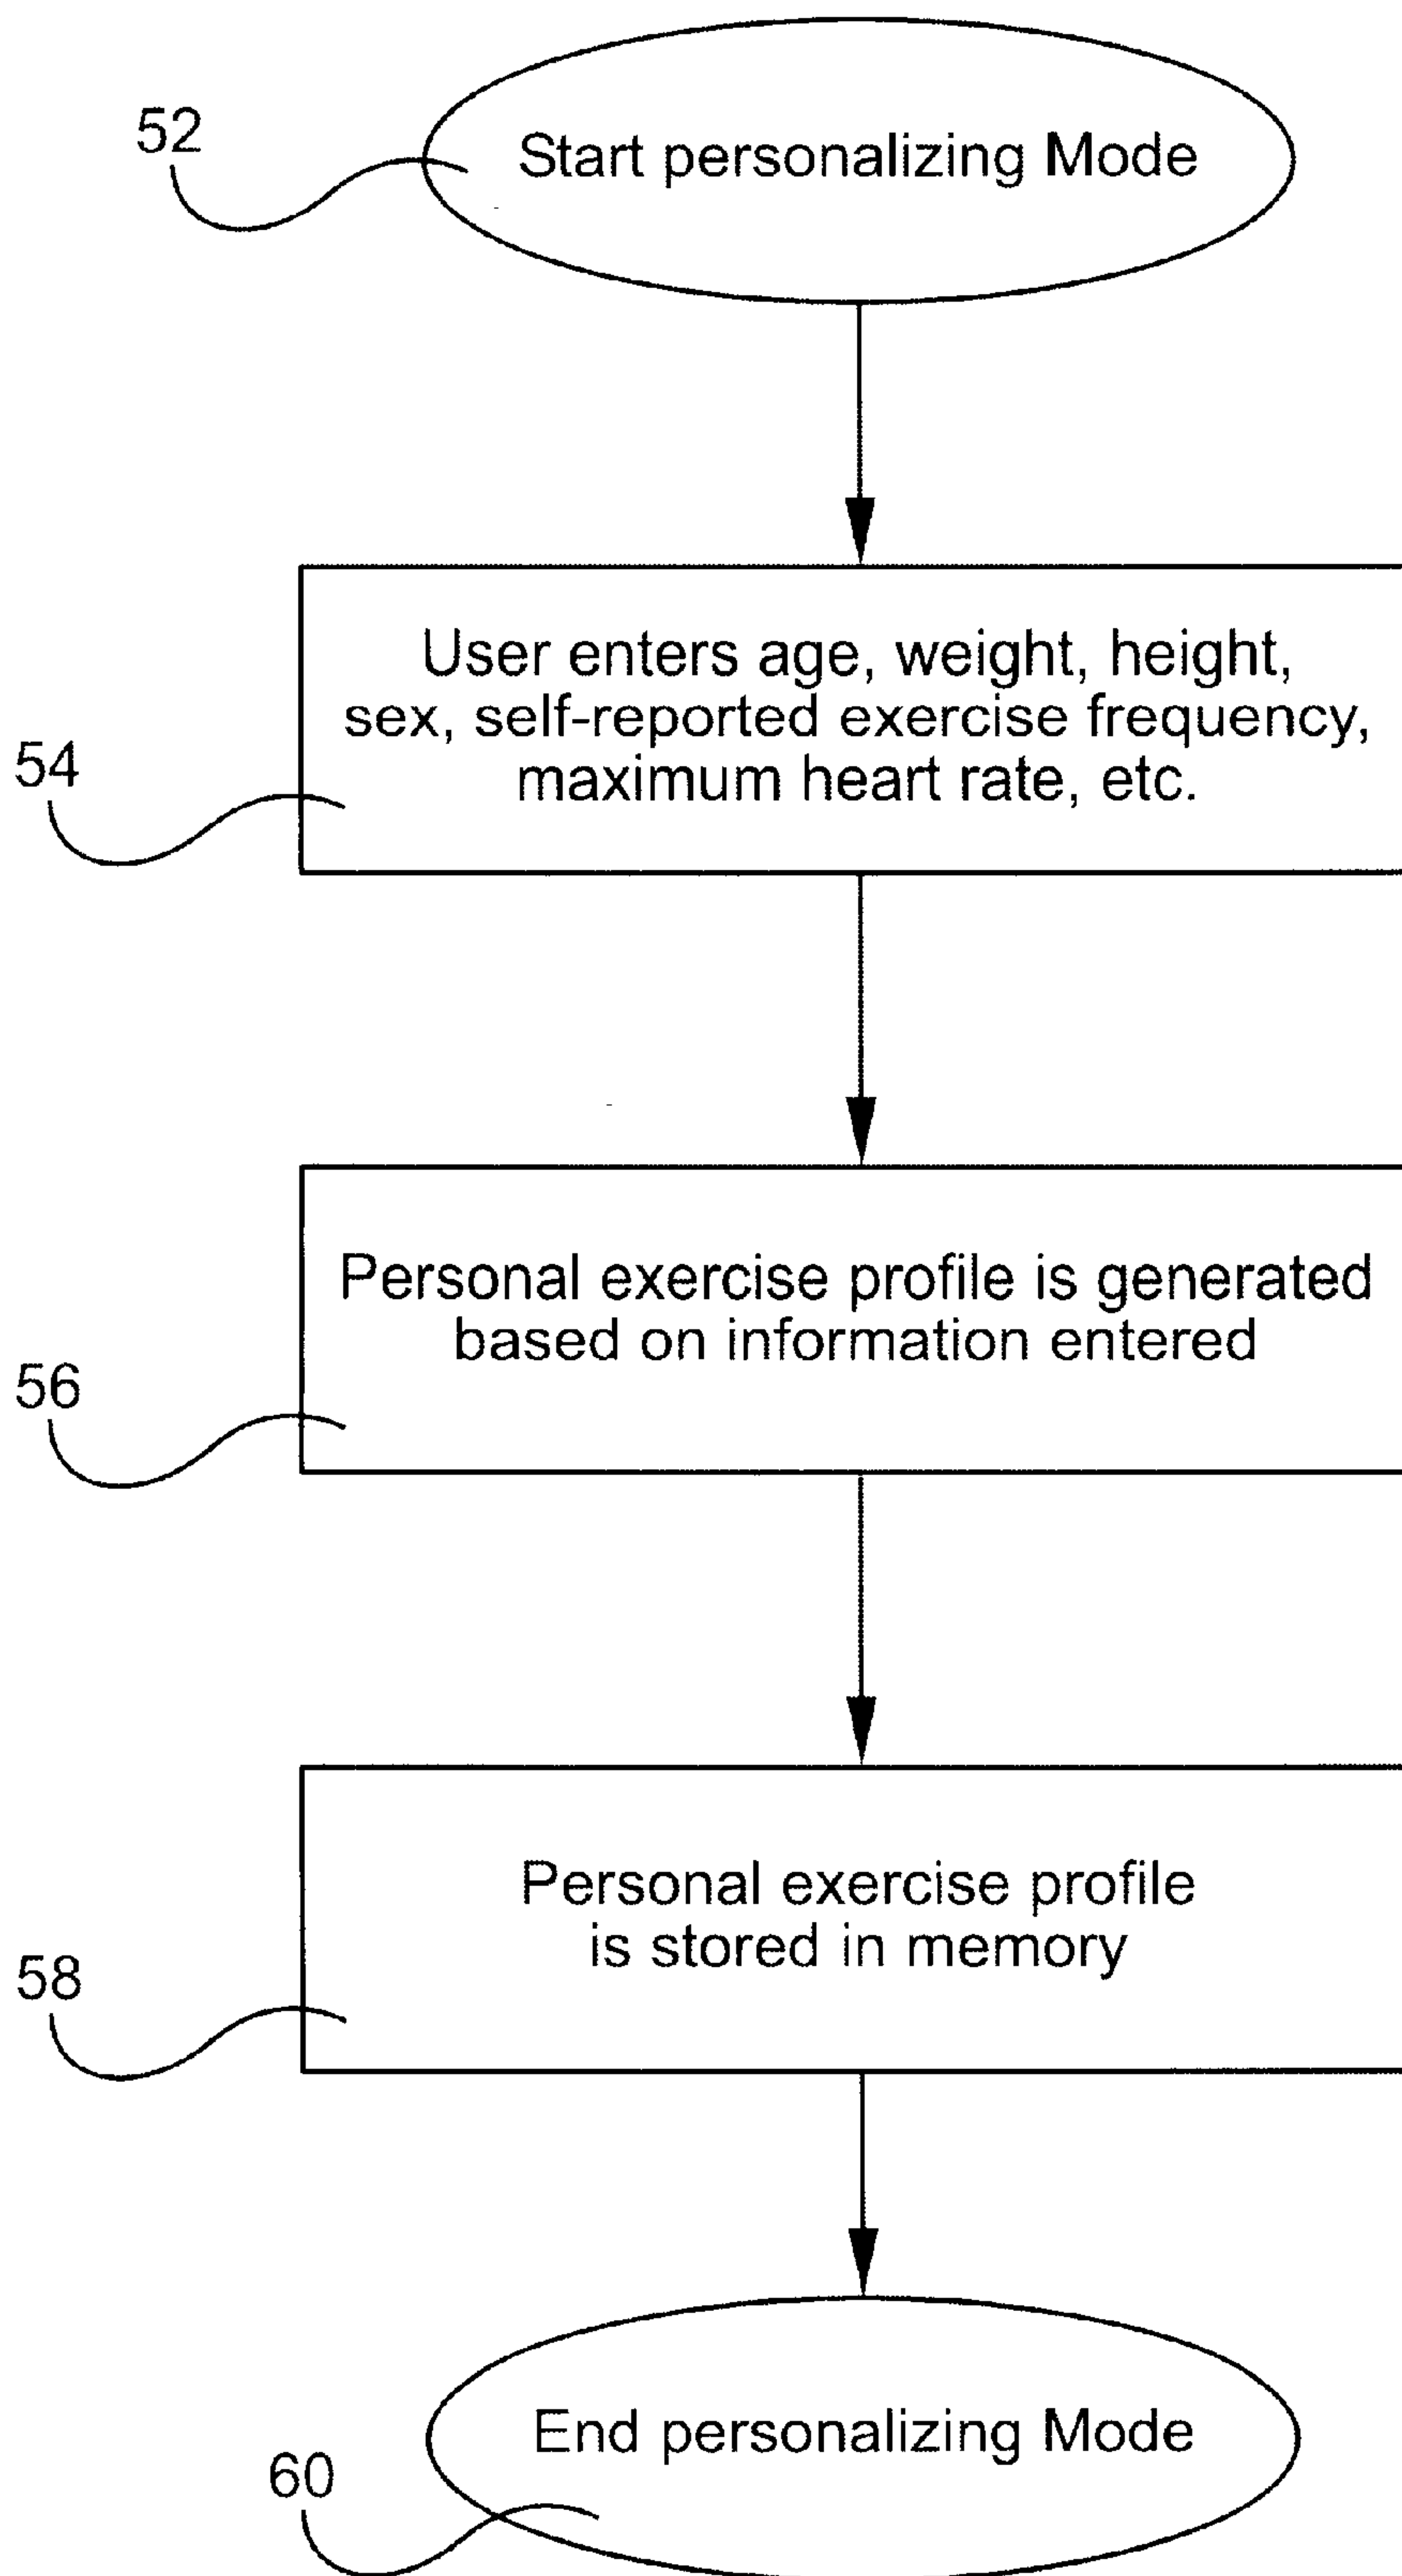 52
Start personalizing Mode
User enters age, weight, height,
sex, self-reported exercise frequency,
maximum heart rate, etc.
54
Personal exercise profile is generated
based on information entered
56
Personal exercise profile
is stored in memory
58
End personalizing Mode
60